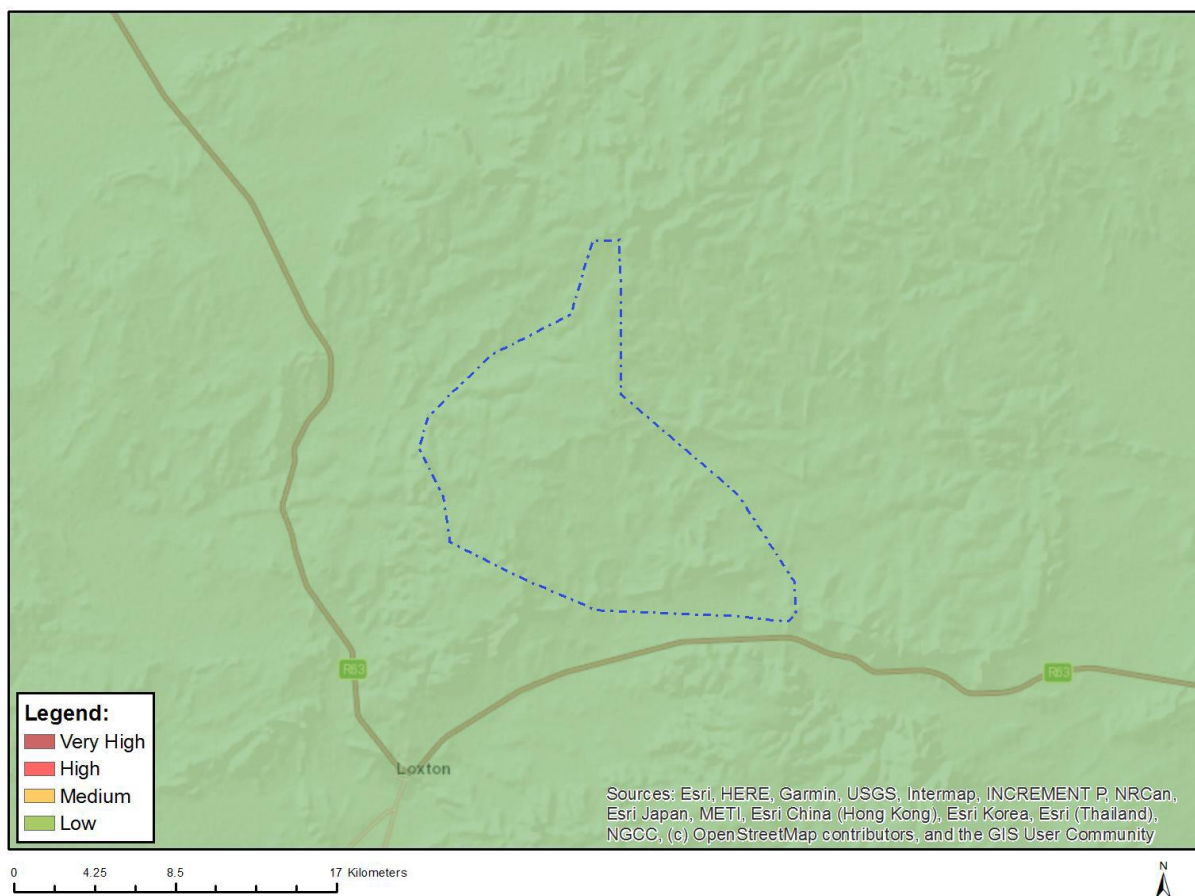 R63
R63
Loxton
Legend:
Very High
High
Medium
Low
Sources: Esri, HERE, Garmin, USGS, Intermap, INCREMENT P, NRCan,
Esri Japan, METI, Esri China (Hong Kong), Esri Korea, Esri (Thailand),
NGCC, (c) OpenStreetMap contributors, and the GIS User Community
0 4.25 8.5 17 Kilometers
N